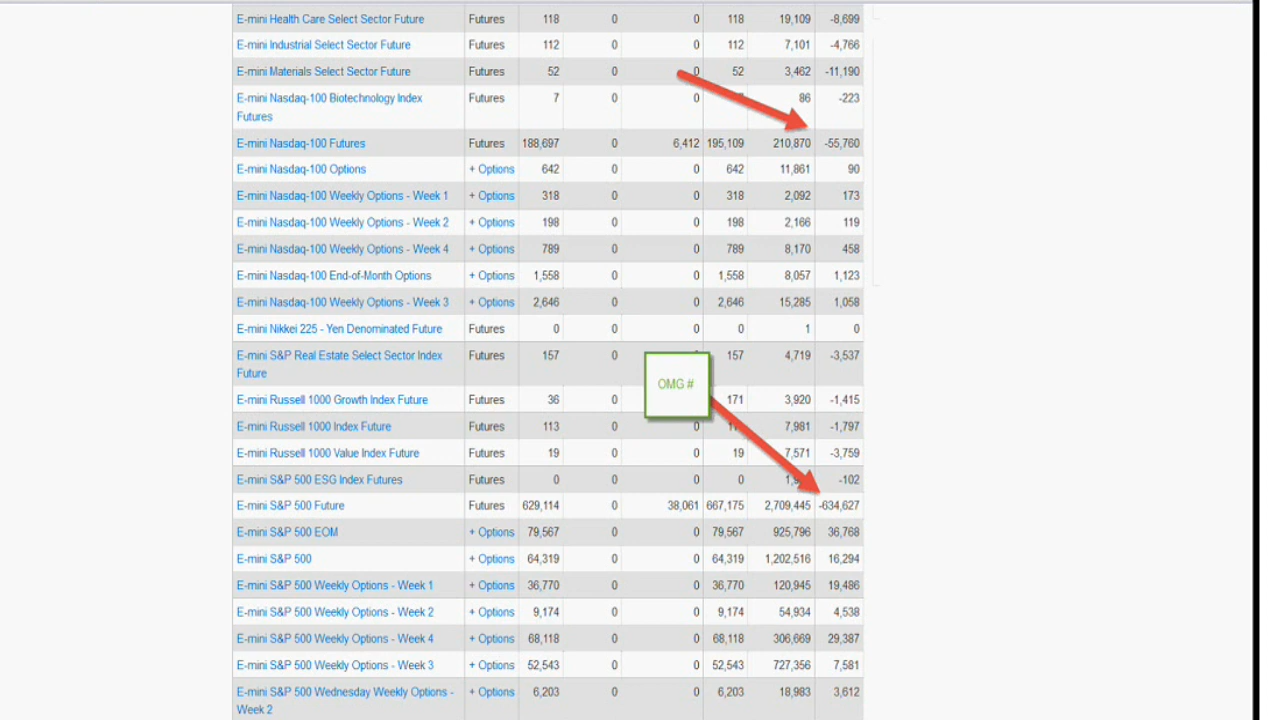 E-mini Health Care Select Sector Future Futures 118 0 0 118 19,109 -8,699
E-mini Industrial Select Sector Future Futures 112 0 0 112 7,101 -4,766
E-mini Materials Select Sector Future Futures 52 0 0 52 3,462 -11,190
E-mini Nasdaq-100 Biotechnology Index Futures 7 0 86 -223
Futures
E-mini Nasdaq-100 Futures Futures 188,697 0 6,412 195,109 210,870 -55,760
E-mini Nasdaq-100 Options + Options 642 0 0 642 11,861 90
E-mini Nasdaq-100 Weekly Options - Week 1 + Options 318 0 0 318 2,092 173
E-mini Nasdaq-100 Weekly Options - Week 2 + Options 198 0 0 198 2,166 119
E-mini Nasdaq-100 Weekly Options - Week 4 + Options 789 0 0 789 8,170 458
E-mini Nasdaq-100 End-of-Month Options + Options 1,558 0 0 1,558 8,057 1,123
E-mini Nasdaq-100 Weekly Options - Week 3 + Options 2,646 0 0 2,646 15,285 1,058
E-mini Nikkei 225 - Yen Denominated Future Futures 0 0 0 0 1 0
E-mini S&P Real Estate Select Sector Index Futures 157 0 157 4,719 -3,537
Future
OMG #
E-mini Russell 1000 Growth Index Future Futures 36 0 171 3,920 -1,415
E-mini Russell 1000 Index Future Futures 113 0 0 7,981 -1,797
E-mini Russell 1000 Value Index Future Futures 19 0 0 19 7,571 -3,759
E-mini S&P 500 ESG Index Futures Futures 0 0 0 0 -102
E-mini S&P 500 Future Futures 629,114 0 38,061 667,175 2,709,445 -634,627
E-mini S&P 500 EOM + Options 79,567 0 0 79,567 925,796 36,768
E-mini S&P 500 + Options 64,319 0 0 64,319 1,202,516 16,294
E-mini S&P 500 Weekly Options - Week 1 + Options 36,770 0 0 36,770 120,945 19,486
E-mini S&P 500 Weekly Options - Week 2 + Options 9,174 0 0 9,174 54,934 4,538
E-mini S&P 500 Weekly Options - Week 4 + Options 68,118 0 0 68,118 306,669 29,387
E-mini S&P 500 Weekly Options - Week 3 + Options 52,543 0 0 52,543 727,356 7,581
E-mini S&P 500 Wednesday Weekly Options - + Options 6,203 0 0 6,203 18,983 3,612
Week 2